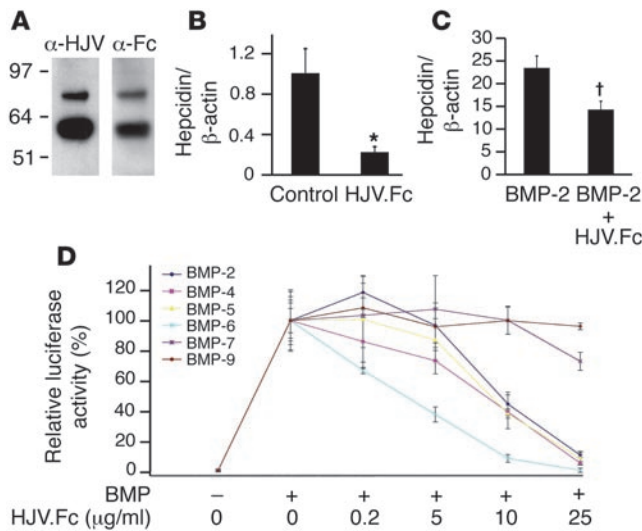 A
α-HJV α-Fc
97
64
51
B
Hepcidin/
β-actin
1.2
0.8
0.4
0
*
Control HJV.Fc
C
Hepcidin/
β-actin
30
25
20
15
10
5
0
†
BMP-2 BMP-2
+
HJV.Fc
D
Relative luciferase
activity (%)
120
100
80
60
40
20
0
BMP-2
BMP-4
BMP-5
BMP-6
BMP-7
BMP-9
BMP – + + + + +
HJV.Fc (μg/ml) 0 0 0.2 5 10 25